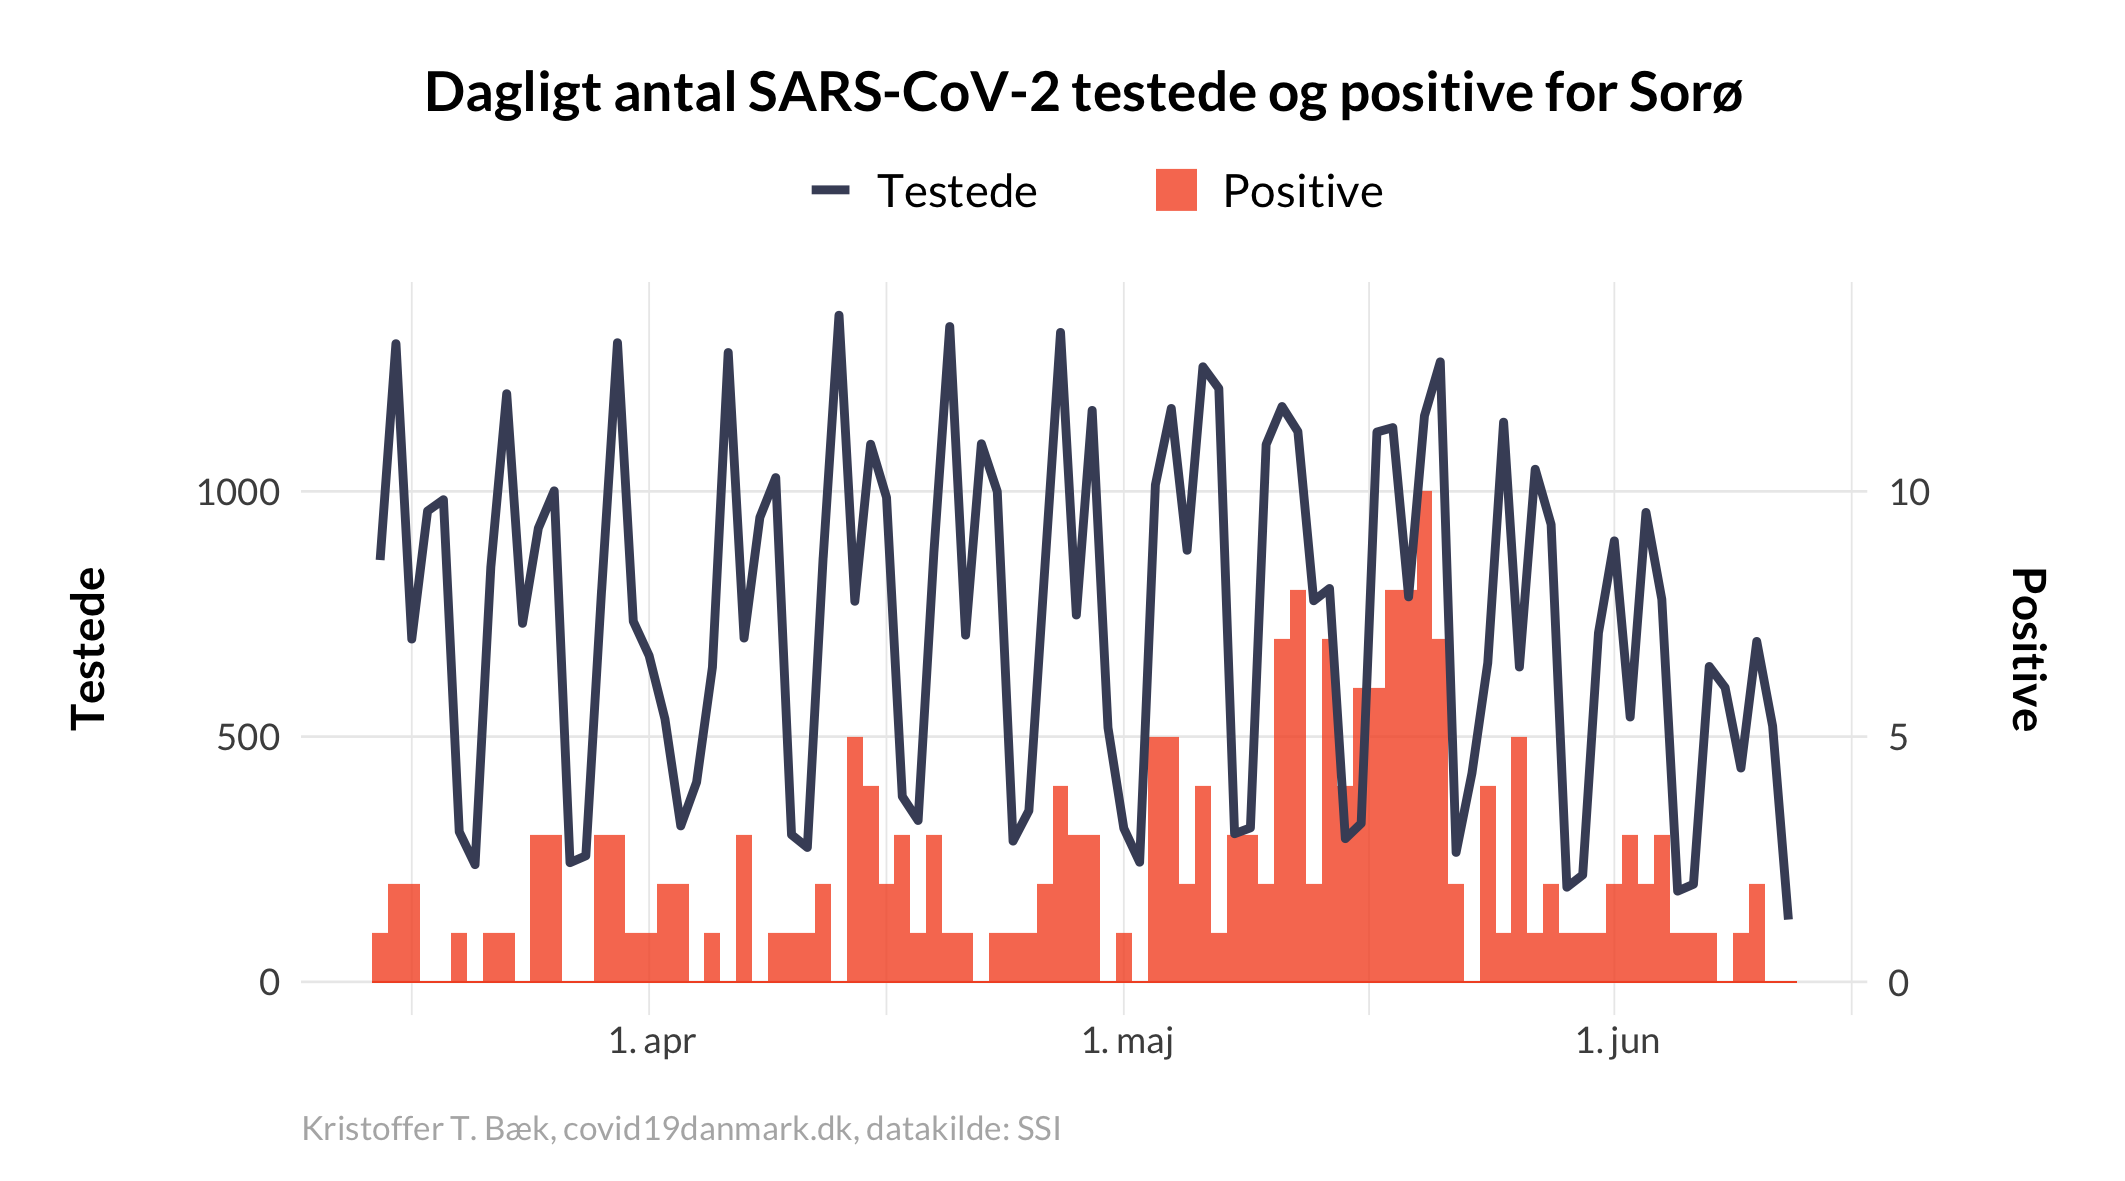 Dagligt antal SARS-CoV-2 testede og positive for Sorø
Testede
Positive
Testede
1000
500
0
10
5
0
Positive
1. apr
1. maj
1. jun
Kristoffer T. Bæk, covid19danmark.dk, datakilde: SSI